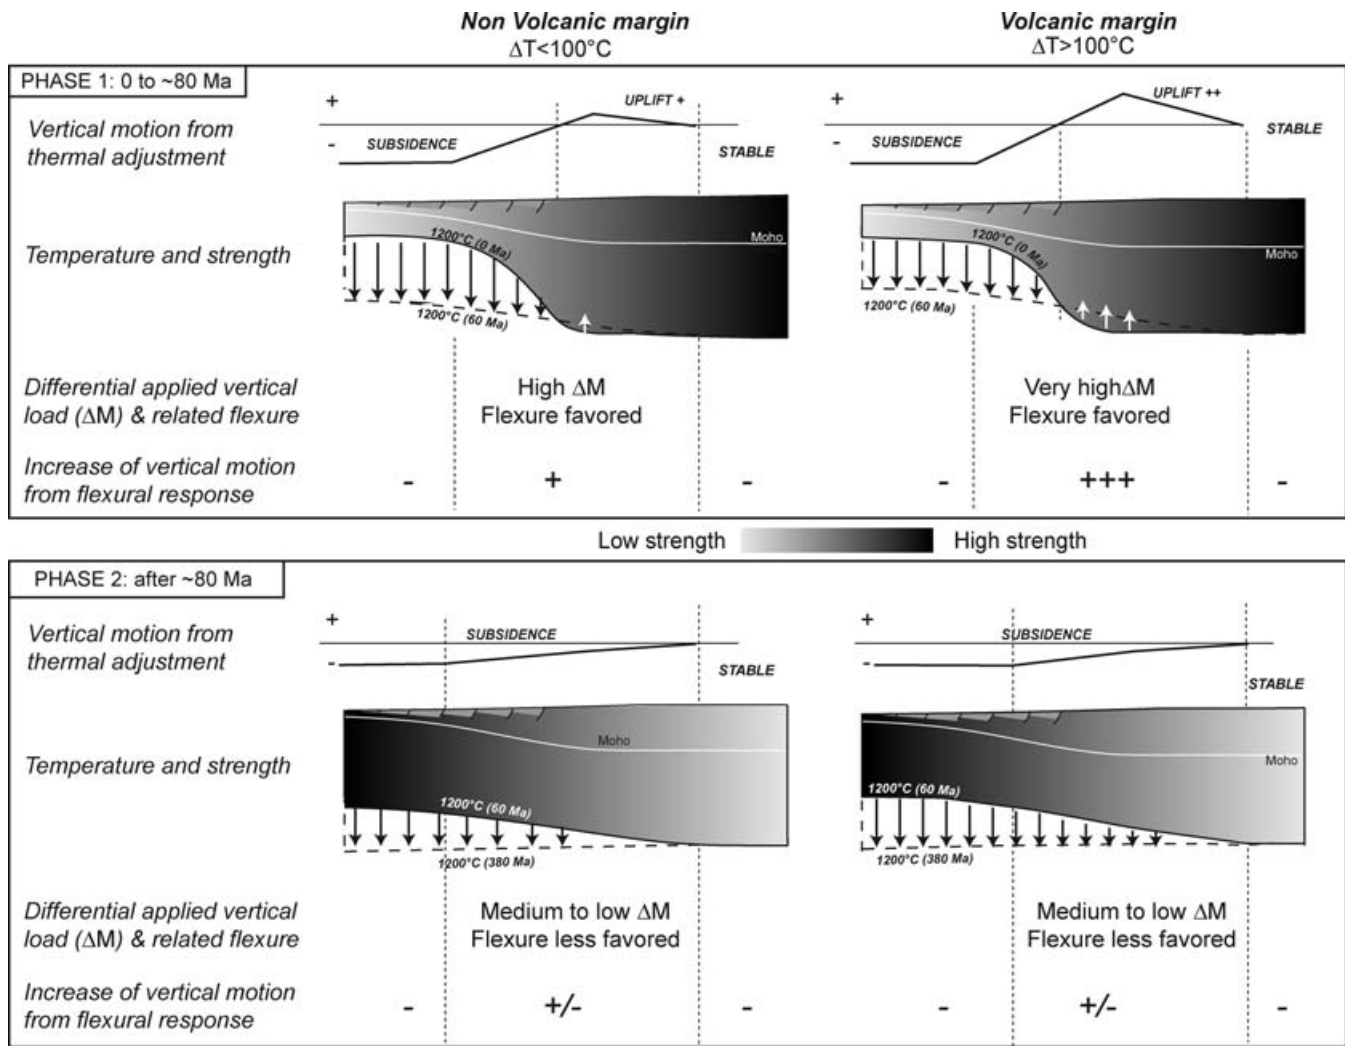 Non Volcanic margin
ΔT<100°C
Volcanic margin
ΔT>100°C
PHASE 1: 0 to ~80 Ma
Vertical motion from
thermal adjustment
+
-
SUBSIDENCE
UPLIFT +
STABLE
+
-
SUBSIDENCE
UPLIFT ++
STABLE
Temperature and strength
1200°C (0 Ma)
Moho
1200°C (60 Ma)
1200°C (0 Ma)
Moho
1200°C (60 Ma)
Differential applied vertical
load (ΔM) & related flexure
High ΔM
Flexure favored
Very highΔM
Flexure favored
Increase of vertical motion
from flexural response
- + -
- +++ -
Low strength
High strength
PHASE 2: after ~80 Ma
Vertical motion from
thermal adjustment
+
-
SUBSIDENCE
STABLE
+
-
SUBSIDENCE
STABLE
Temperature and strength
Moho
1200°C (60 Ma)
1200°C (380 Ma)
Moho
1200°C (60 Ma)
1200°C (380 Ma)
Differential applied vertical
load (ΔM) & related flexure
Medium to low ΔM
Flexure less favored
Medium to low ΔM
Flexure less favored
Increase of vertical motion
from flexural response
- +/- -
- +/- -